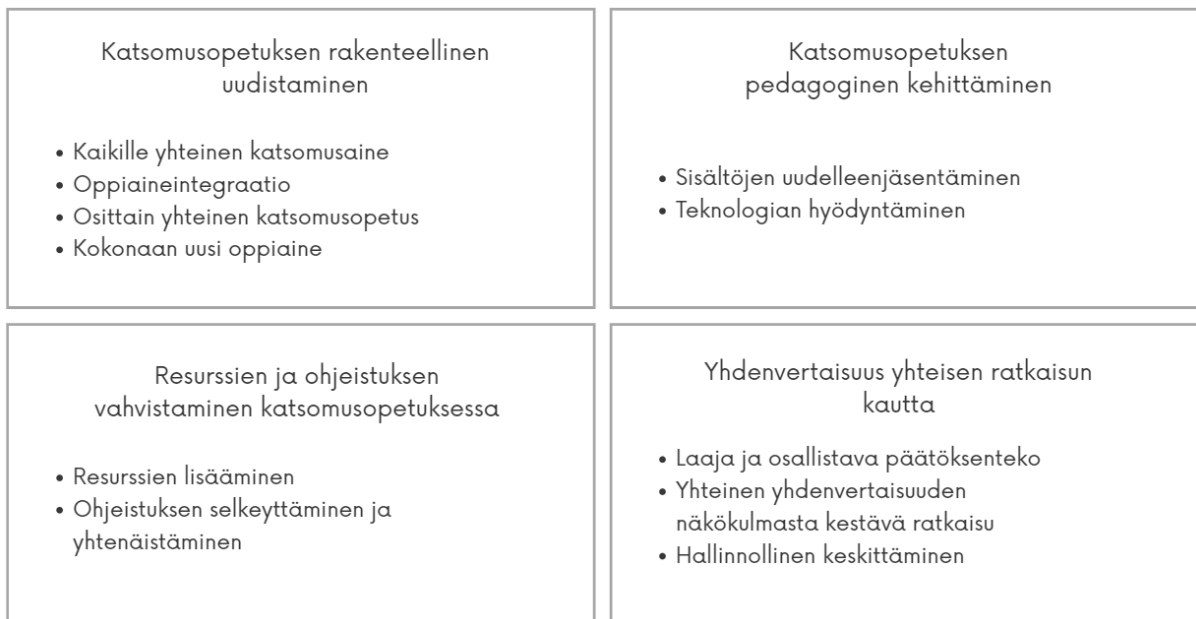 Katsomusopetuksen rakenteellinen
uudistaminen
• Kaikille yhteinen katsomusaine
• Oppiaineintegraatio
• Osittain yhteinen katsomusopetus
• Kokonaan uusi oppiaine
Katsomusopetuksen
pedagoginen kehittäminen
• Sisältöjen uudelleenjäsentäminen
• Teknologian hyödyntäminen
Resurssien ja ohjeistuksen
vahvistaminen katsomusopetuksessa
• Resurssien lisääminen
• Ohjeistuksen selkeyttäminen ja
yhtenäistäminen
Yhdenvertaisuus yhteisen ratkaisun
kautta
• Laaja ja osallistava päätöksenteko
• Yhteinen yhdenvertaisuuden
näkökulmasta kestävä ratkaisu
• Hallinnollinen keskittäminen